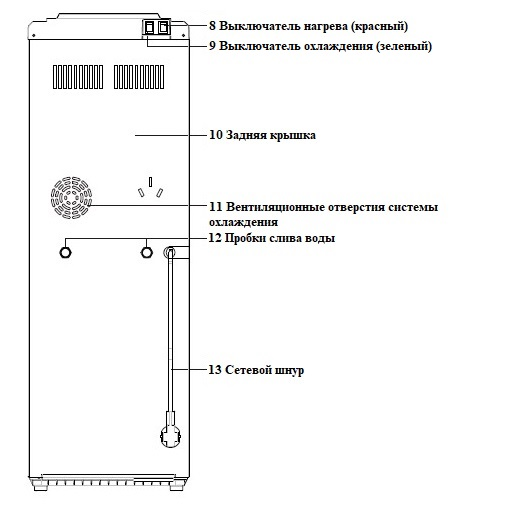 8 Выключатель нагрева (красный)
9 Выключатель охлаждения (зеленый)
10 Задняя крышка
11 Вентиляционные отверстия системы
охлаждения
12 Пробки слива воды
13 Сетевой шнур